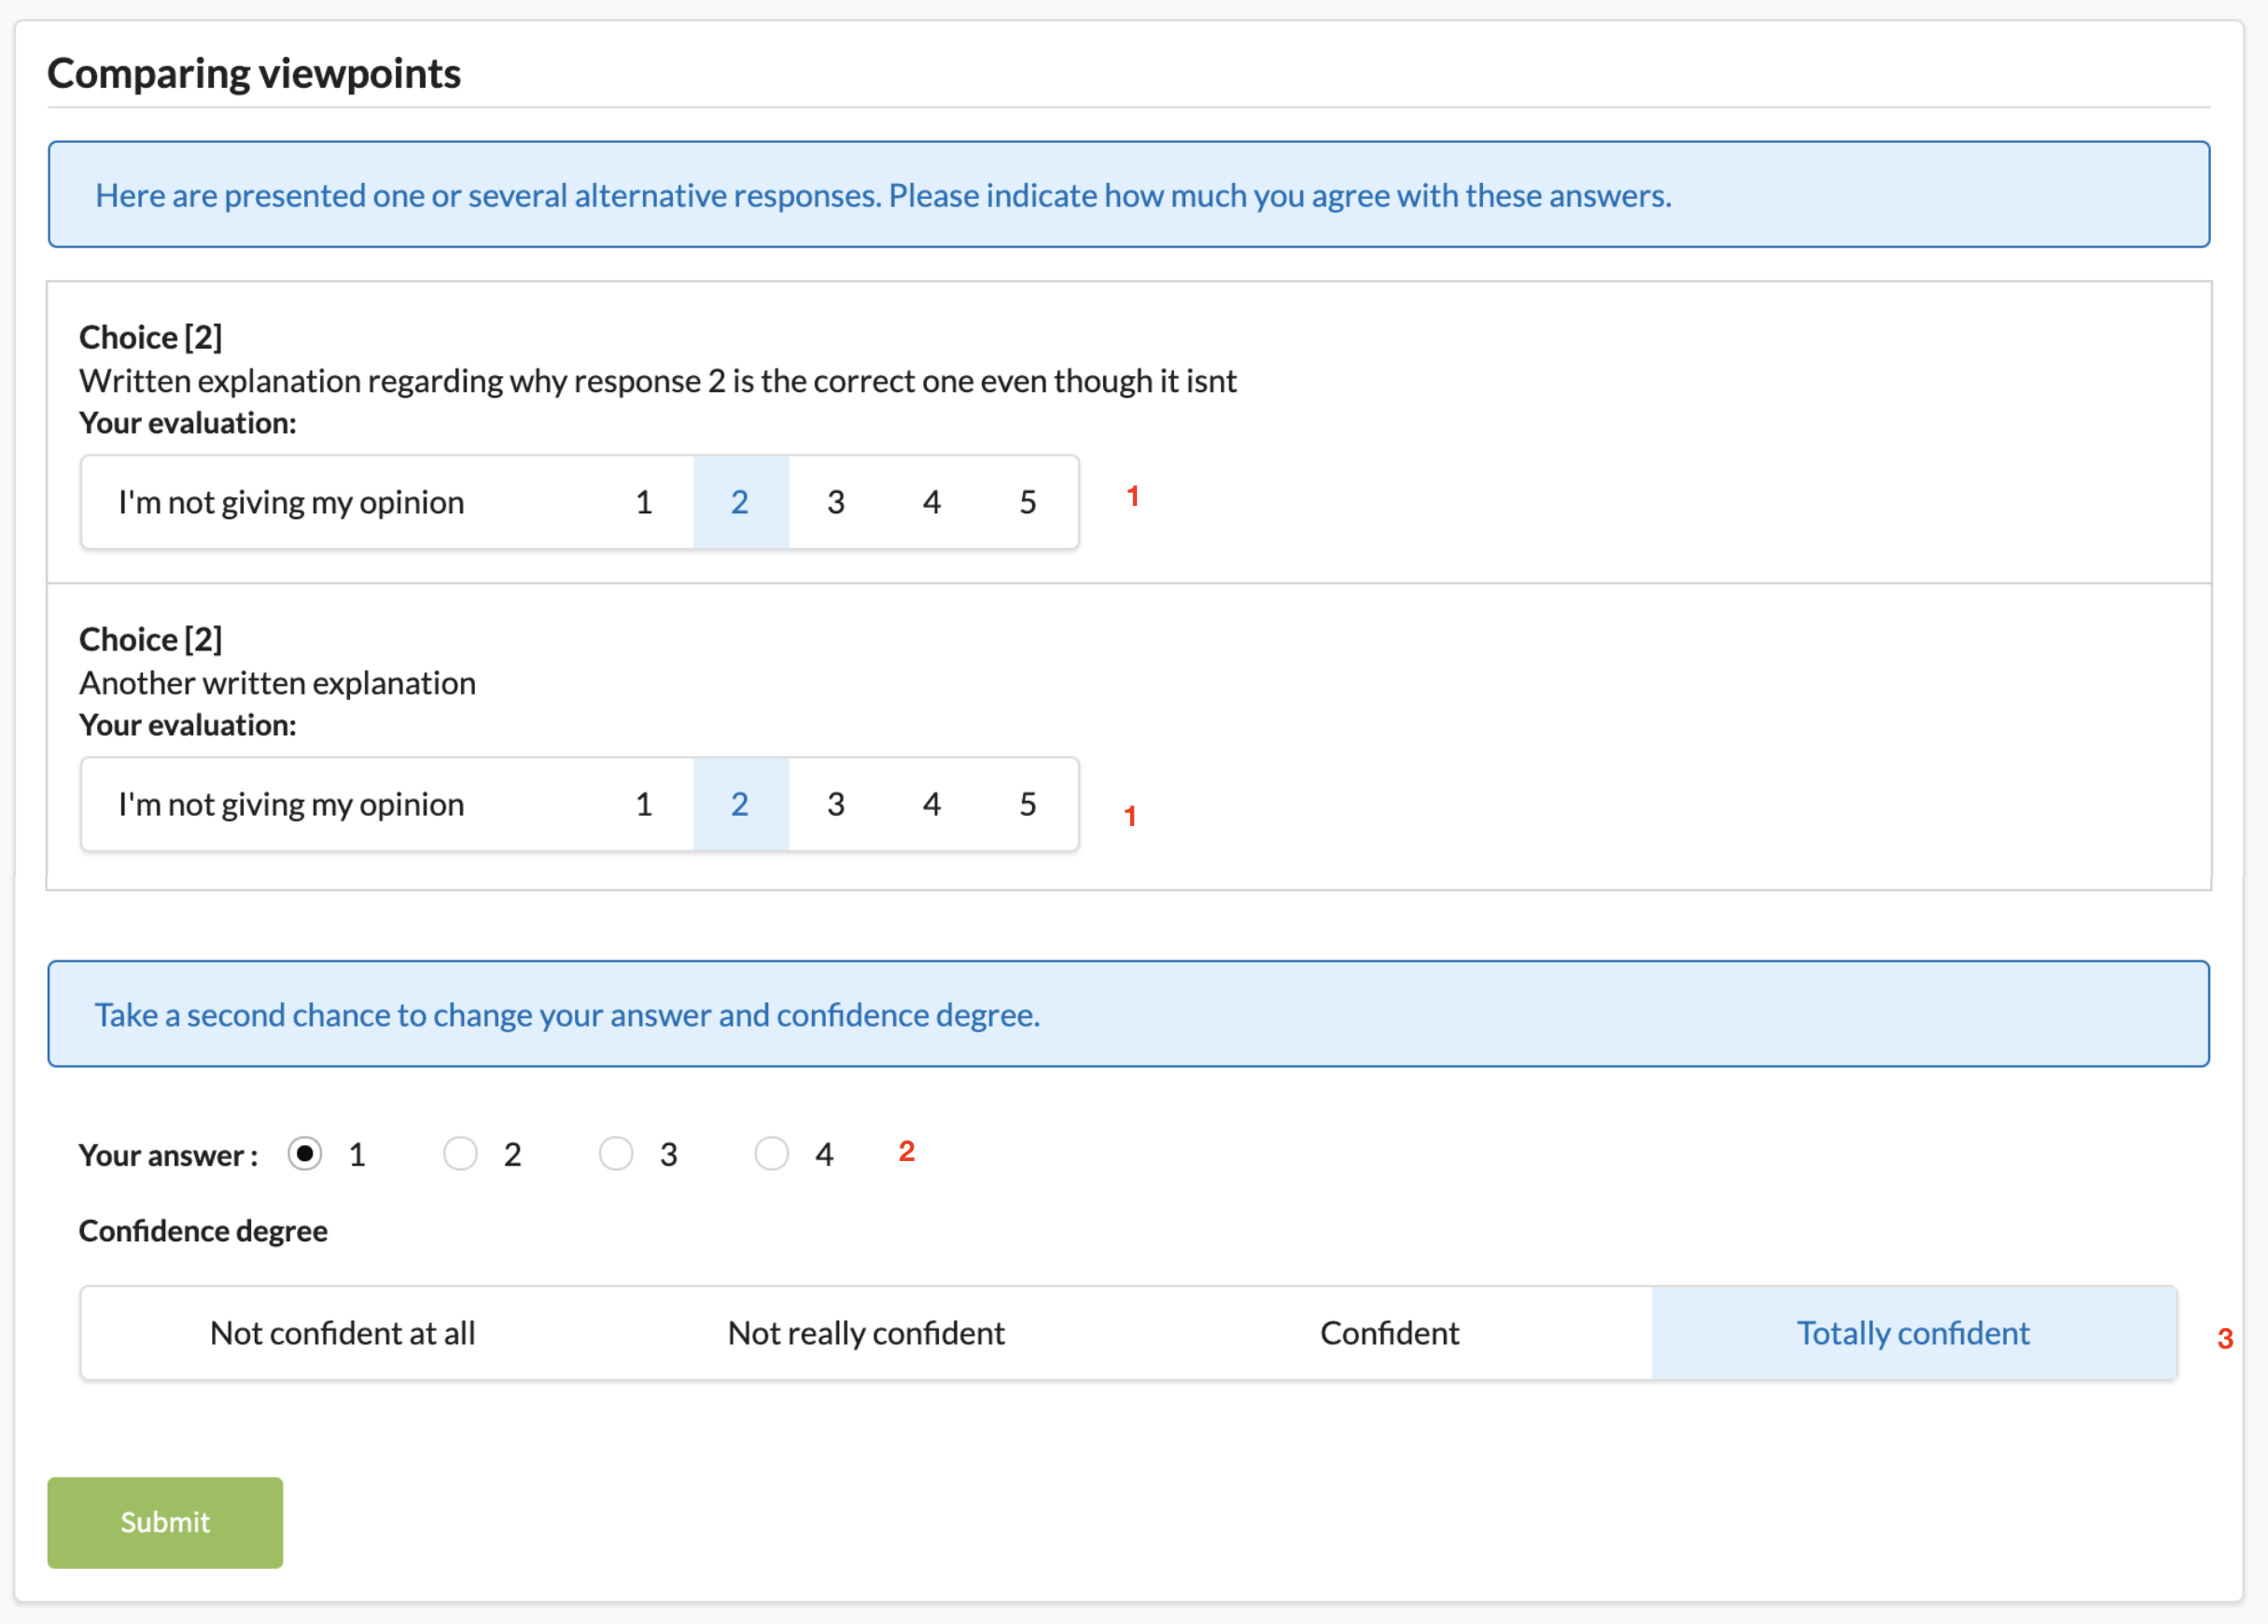 Comparing viewpoints
Here are presented one or several alternative responses. Please indicate how much you agree with these answers.
Choice [2]
Written explanation regarding why response 2 is the correct one even though it isnt
Your evaluation:
I'm not giving my opinion 1 2 3 4 5 1
Choice [2]
Another written explanation
Your evaluation:
I'm not giving my opinion 1 2 3 4 5 1
Take a second chance to change your answer and confidence degree.
Your answer : 1 2 3 4 2
Confidence degree
Not confident at all Not really confident Confident Totally confident 3
Submit